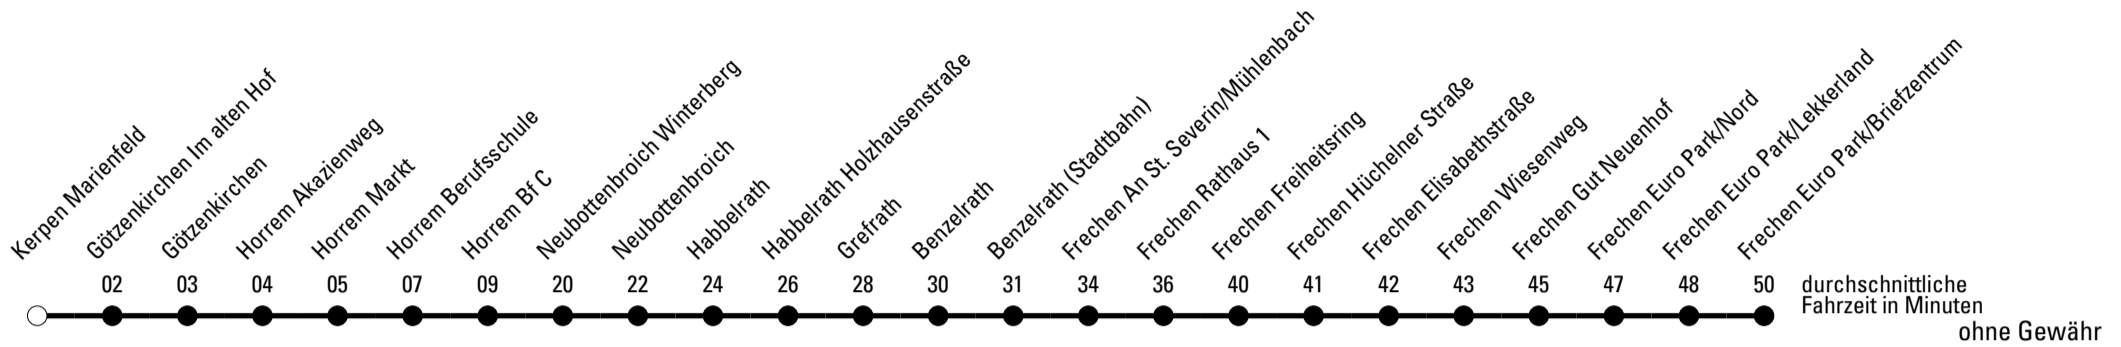 Kerpen Marienfeld
Götzenkirchen Im alten Hof
Götzenkirchen
Horrem Akazienweg
Horrem Markt
Horrem Berufsschule
Horrem Bf C
Neubottenbroich Winterberg
Neubottenbroich
Habbelrath
Habbelrath Holzhausenstraße
Grefrath
Benzelrath
Benzelrath (Stadtbahn)
Frechen An St. Severin/Mühlenbach
Frechen Rathaus 1
Frechen Freiheitsring
Frechen Hüchelner Straße
Frechen Elisabethstraße
Frechen Wiesenweg
Frechen Gut Neuenhof
Frechen Euro Park/Nord
Frechen Euro Park/Lekkerland
Frechen Euro Park/Briefzentrum
02 03 04 05 07 09 20 22 24 26 28 30 31 34 36 40 41 42 43 45 47 48 50
durchschnittliche
Fahrzeit in Minuten
ohne Gewähr